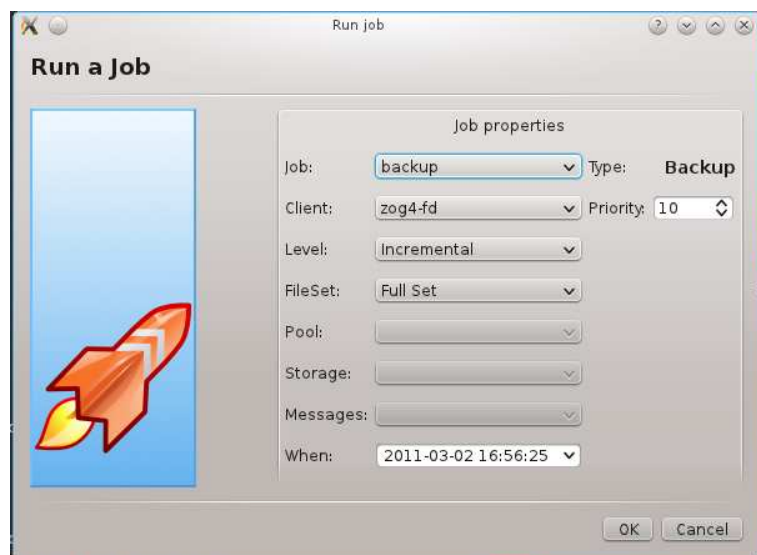 Run job
Run a Job
Job properties
Job: backup Type: Backup
Client: zog4-fd Priority: 10
Level: Incremental
FileSet: Full Set
Pool:
Storage:
Messages:
When: 2011-03-02 16:56:25
OK Cancel